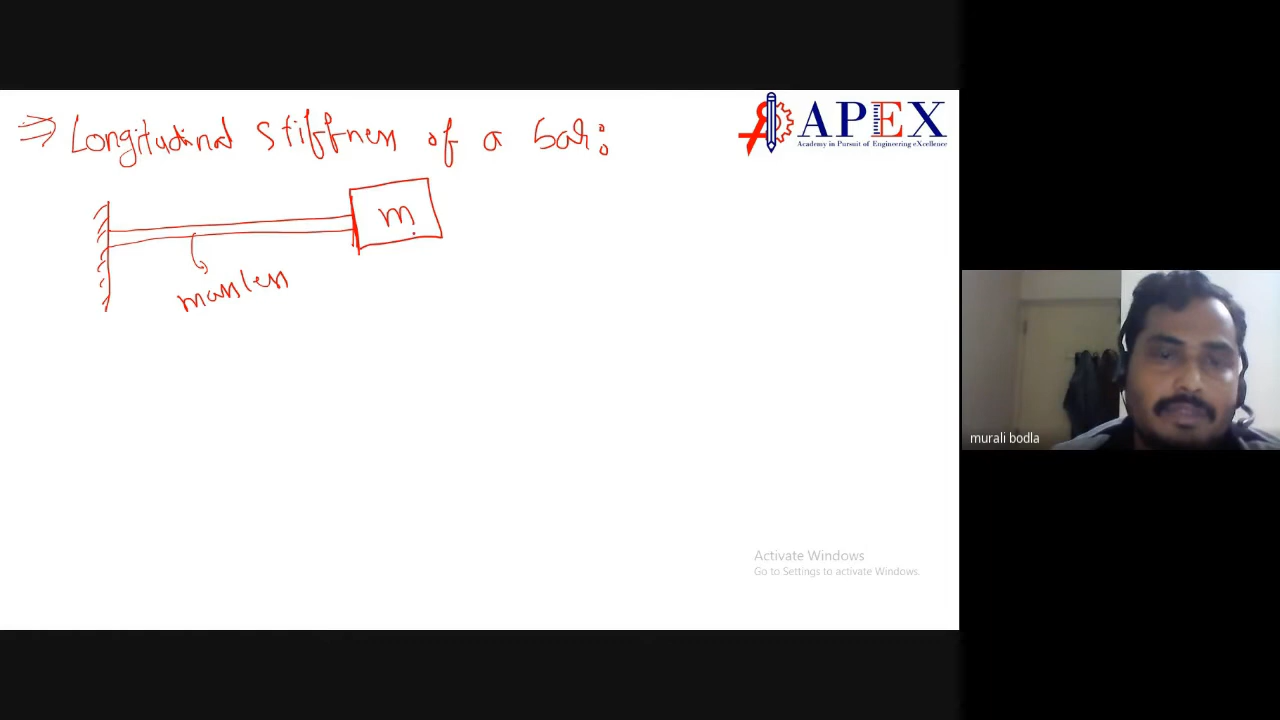 ⇒ Longitudinal stiffness of a bar:
APEX
Academy in Pursuit of Engineering eXcellence
m
massless
murali bodla
Activate Windows
Go to Settings to activate Windows.